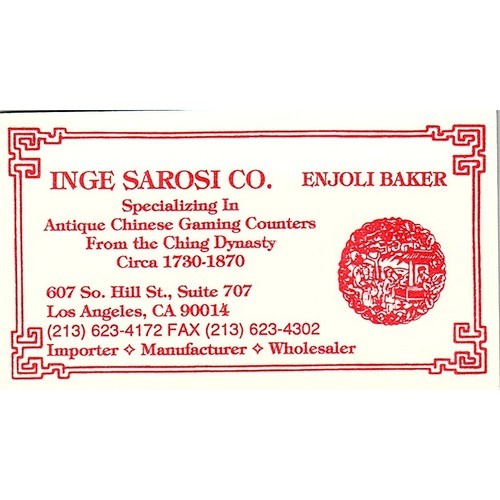 INGE SAROSI CO. ENJOLI BAKER
Specializing In
Antique Chinese Gaming Counters
From the Ching Dynasty
Circa 1730-1870
607 So. Hill St., Suite 707
Los Angeles, CA 90014
(213) 623-4172 FAX (213) 623-4302
Importer ✧ Manufacturer ✧ Wholesaler